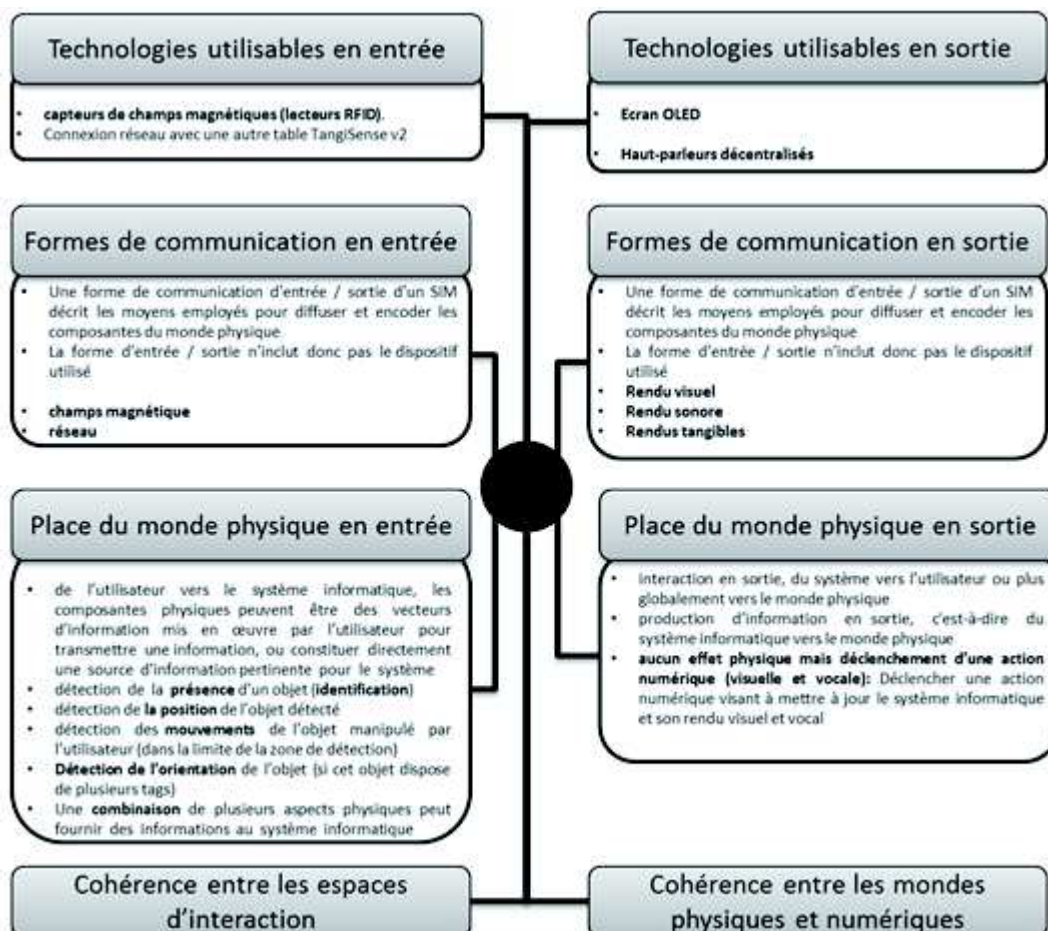 Technologies utilisables en entrée
• capteurs de champs magnétiques (lecteurs RFID).
• Connexion réseau avec une autre table TangiSense v2
Technologies utilisables en sortie
• Ecran OLED
• Haut-parleurs décentralisés
Formes de communication en entrée
• Une forme de communication d'entrée / sortie d'un SIM
décrit les moyens employés pour diffuser et encoder les
composantes du monde physique
• La forme d'entrée / sortie n'inclut donc pas le dispositif
utilisé
• champs magnétique
• réseau
Formes de communication en sortie
• Une forme de communication d'entrée / sortie d'un SIM
décrit les moyens employés pour diffuser et encoder les
composantes du monde physique
• La forme d'entrée / sortie n'inclut donc pas le dispositif
utilisé
• Rendu visuel
• Rendu sonore
• Rendus tangibles
Place du monde physique en entrée
• de l'utilisateur vers le système informatique, les
composantes physiques peuvent être des vecteurs
d'information mis en œuvre par l'utilisateur pour
transmettre une information, ou constituer directement
une source d'information pertinente pour le système
• détection de la présence d'un objet (identification)
• détection de la position de l'objet détecté
• détection des mouvements de l'objet manipulé par
l'utilisateur (dans la limite de la zone de détection)
• Détection de l'orientation de l'objet (si cet objet dispose
de plusieurs tags)
• Une combinaison de plusieurs aspects physiques peut
fournir des informations au système informatique
Place du monde physique en sortie
• interaction en sortie, du système vers l'utilisateur ou plus
globalement vers le monde physique
• production d'information en sortie, c'est-à-dire du
système informatique vers le monde physique
• aucun effet physique mais déclenchement d'une action
numérique (visuelle et vocale): Déclencher une action
numérique visant à mettre à jour le système informatique
et son rendu visuel et vocal
Cohérence entre les espaces
d'interaction
Cohérence entre les mondes
physiques et numériques